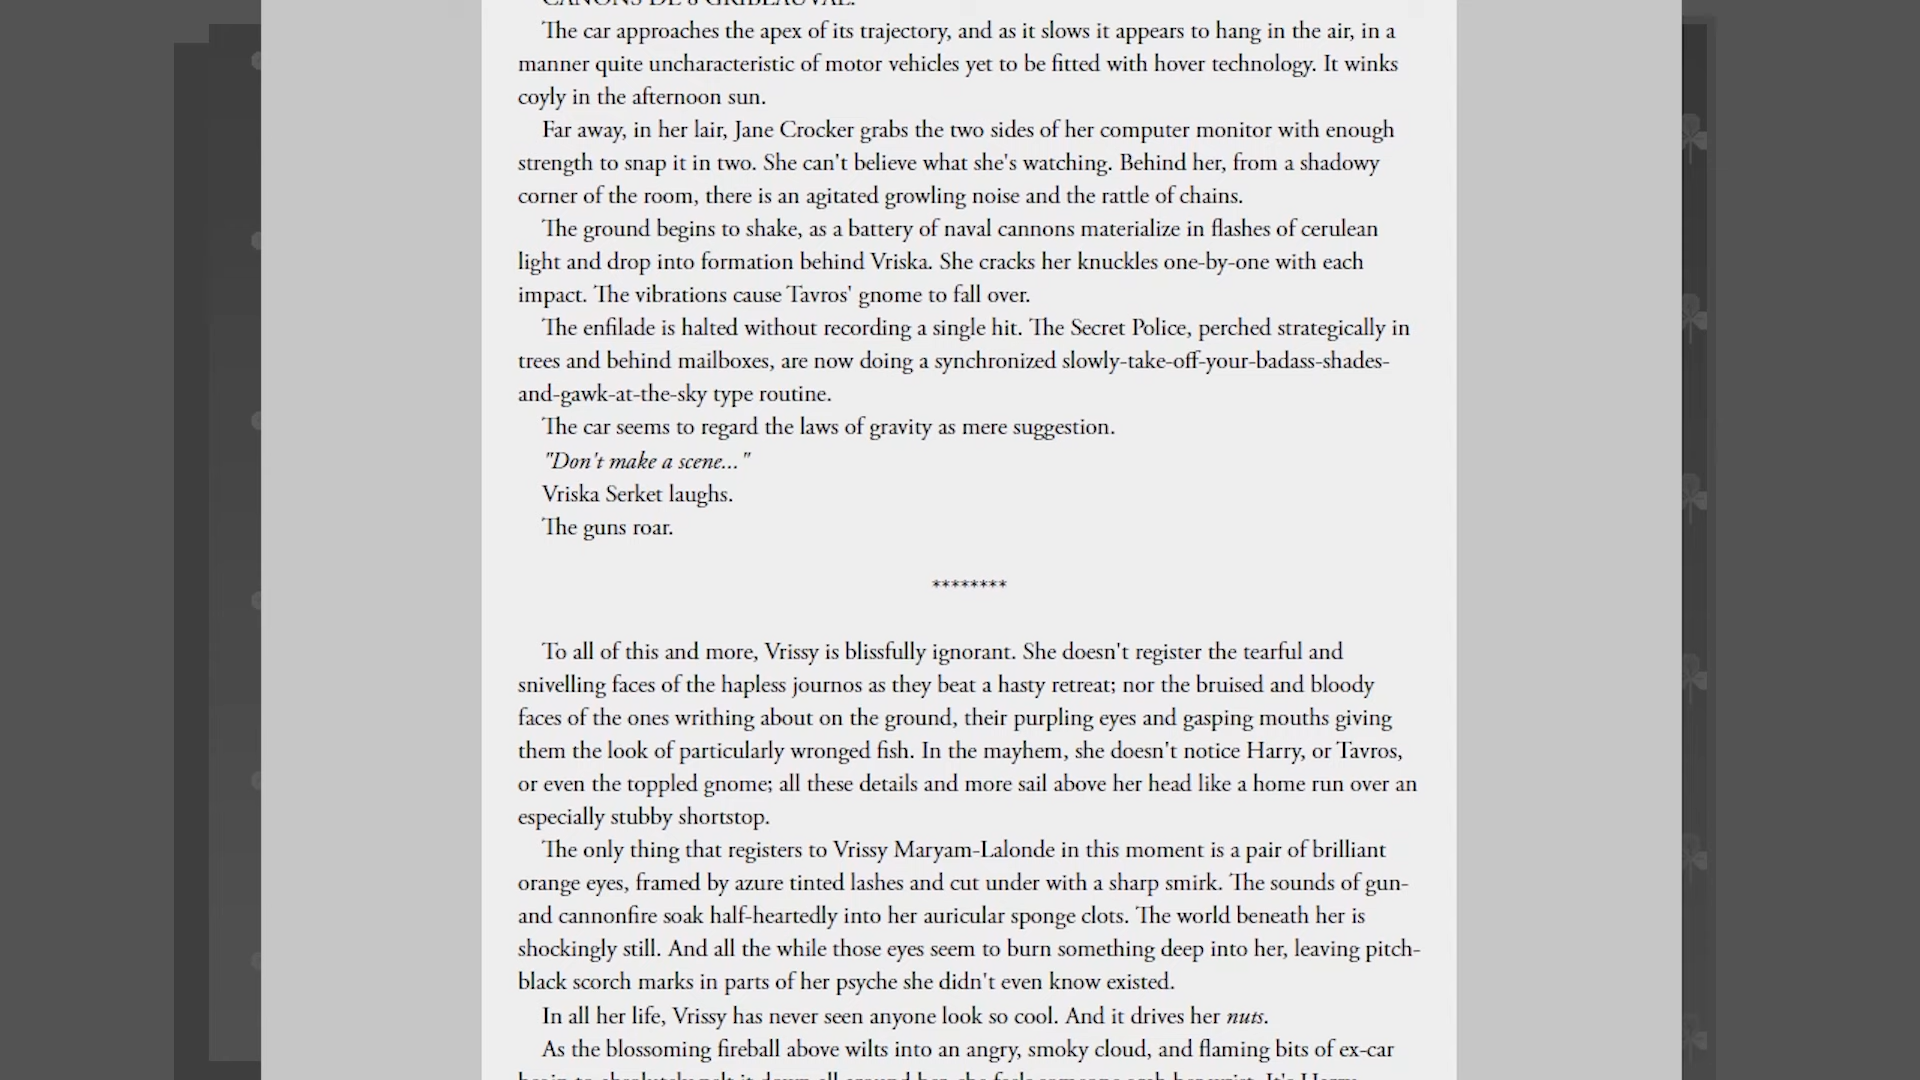 CANONS DE 8 GRIBEAUVAL.
The car approaches the apex of its trajectory, and as it slows it appears to hang in the air, in a
manner quite uncharacteristic of motor vehicles yet to be fitted with hover technology. It winks
coyly in the afternoon sun.
Far away, in her lair, Jane Crocker grabs the two sides of her computer monitor with enough
strength to snap it in two. She can't believe what she's watching. Behind her, from a shadowy
corner of the room, there is an agitated growling noise and the rattle of chains.
The ground begins to shake, as a battery of naval cannons materialize in flashes of cerulean
light and drop into formation behind Vriska. She cracks her knuckles one-by-one with each
impact. The vibrations cause Tavros' gnome to fall over.
The enfilade is halted without recording a single hit. The Secret Police, perched strategically in
trees and behind mailboxes, are now doing a synchronized slowly-take-off-your-badass-shades-
and-gawk-at-the-sky type routine.
The car seems to regard the laws of gravity as mere suggestion.
"Don't make a scene..."
Vriska Serket laughs.
The guns roar.
********
To all of this and more, Vrissy is blissfully ignorant. She doesn't register the tearful and
snivelling faces of the hapless journos as they beat a hasty retreat; nor the bruised and bloody
faces of the ones writhing about on the ground, their purpling eyes and gasping mouths giving
them the look of particularly wronged fish. In the mayhem, she doesn't notice Harry, or Tavros,
or even the toppled gnome; all these details and more sail above her head like a home run over an
especially stubby shortstop.
The only thing that registers to Vrissy Maryam-Lalonde in this moment is a pair of brilliant
orange eyes, framed by azure tinted lashes and cut under with a sharp smirk. The sounds of gun-
and cannonfire soak half-heartedly into her auricular sponge clots. The world beneath her is
shockingly still. And all the while those eyes seem to burn something deep into her, leaving pitch-
black scorch marks in parts of her psyche she didn't even know existed.
In all her life, Vrissy has never seen anyone look so cool. And it drives her nuts.
As the blossoming fireball above wilts into an angry, smoky cloud, and flaming bits of ex-car